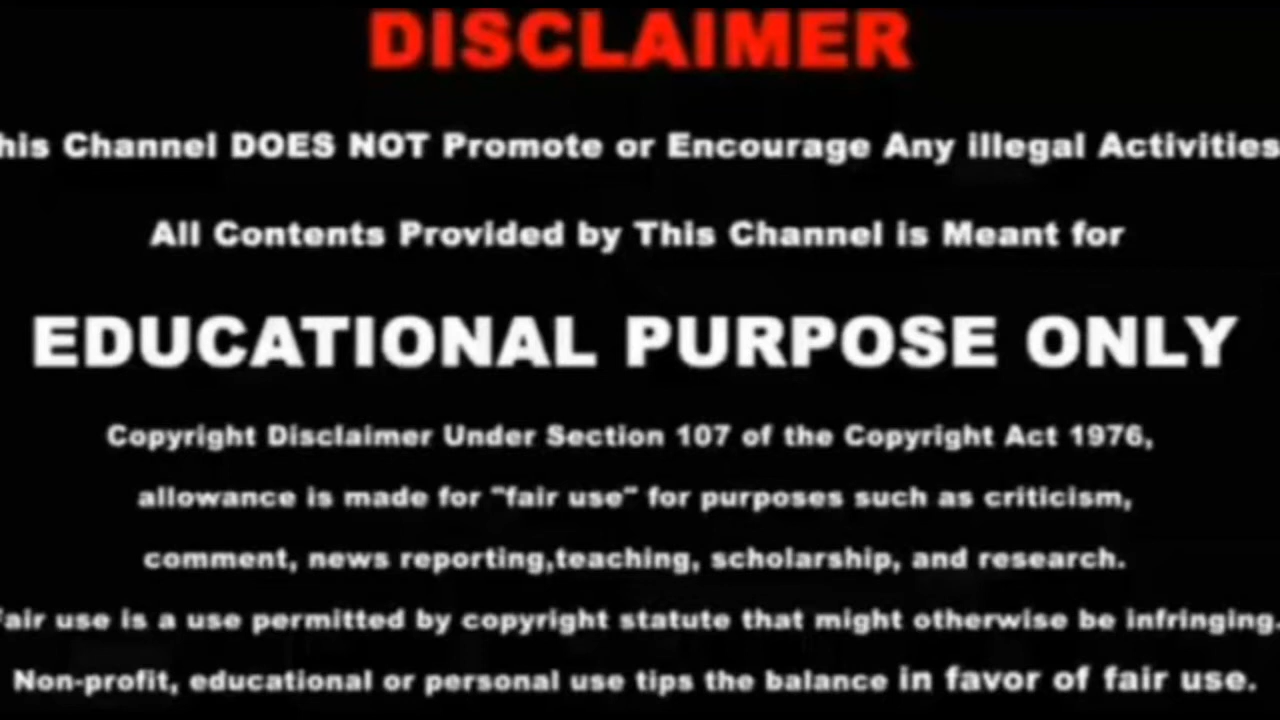 DISCLAIMER
his Channel DOES NOT Promote or Encourage Any illegal Activities
All Contents Provided by This Channel is Meant for
EDUCATIONAL PURPOSE ONLY
Copyright Disclaimer Under Section 107 of the Copyright Act 1976,
allowance is made for "fair use" for purposes such as criticism,
comment, news reporting,teaching, scholarship, and research.
Fair use is a use permitted by copyright statute that might otherwise be infringing.
Non-profit, educational or personal use tips the balance in favor of fair use.